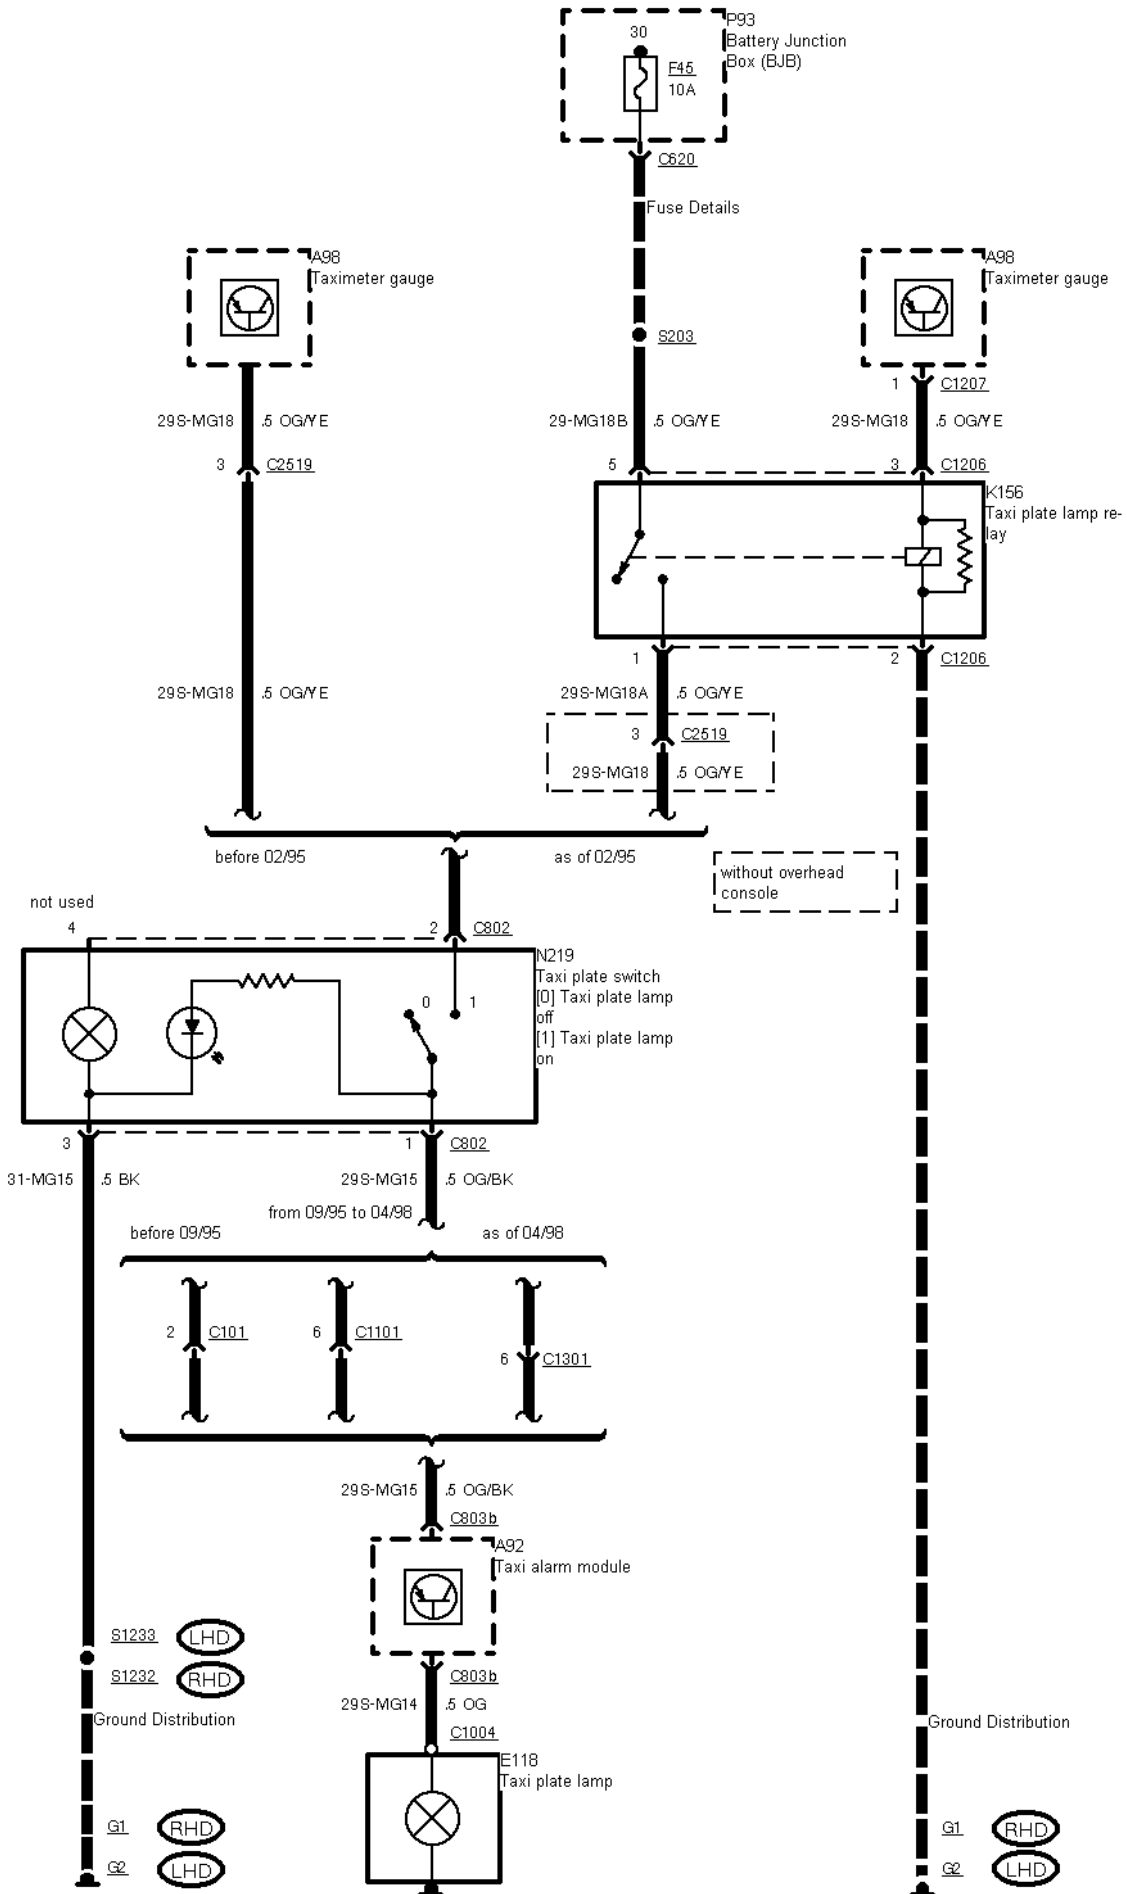 P93
30
Battery Junction
Box (BJB)
F45
10A
C620
Fuse Details
A98
Taximeter gauge
A98
Taximeter gauge
S203
1 C1207
29S-MG18 .5 OG/YE
29-MG18B .5 OG/YE
29S-MG18 .5 OG/YE
3 C2519
5
3 C1206
K156
Taxi plate lamp re-
lay
1
2 C1206
29S-MG18 .5 OG/YE
29S-MG18A .5 OG/YE
3 C2519
29S-MG18 .5 OG/YE
before 02/95
as of 02/95
without overhead
console
not used
4
2 C802
N219
Taxi plate switch
[0] Taxi plate lamp
off
[1] Taxi plate lamp
on
0 1
3
1 C802
31-MG15 .5 BK
29S-MG15 .5 OG/BK
from 09/95 to 04/98
before 09/95
as of 04/98
2 C101
6 C1101
6 C1301
29S-MG15 .5 OG/BK
C803b
A92
Taxi alarm module
S1233 LHD
S1232 RHD
C803b
29S-MG14 .5 OG
Ground Distribution
Ground Distribution
C1004
E118
Taxi plate lamp
G1 RHD
G1 RHD
G2 LHD
G2 LHD